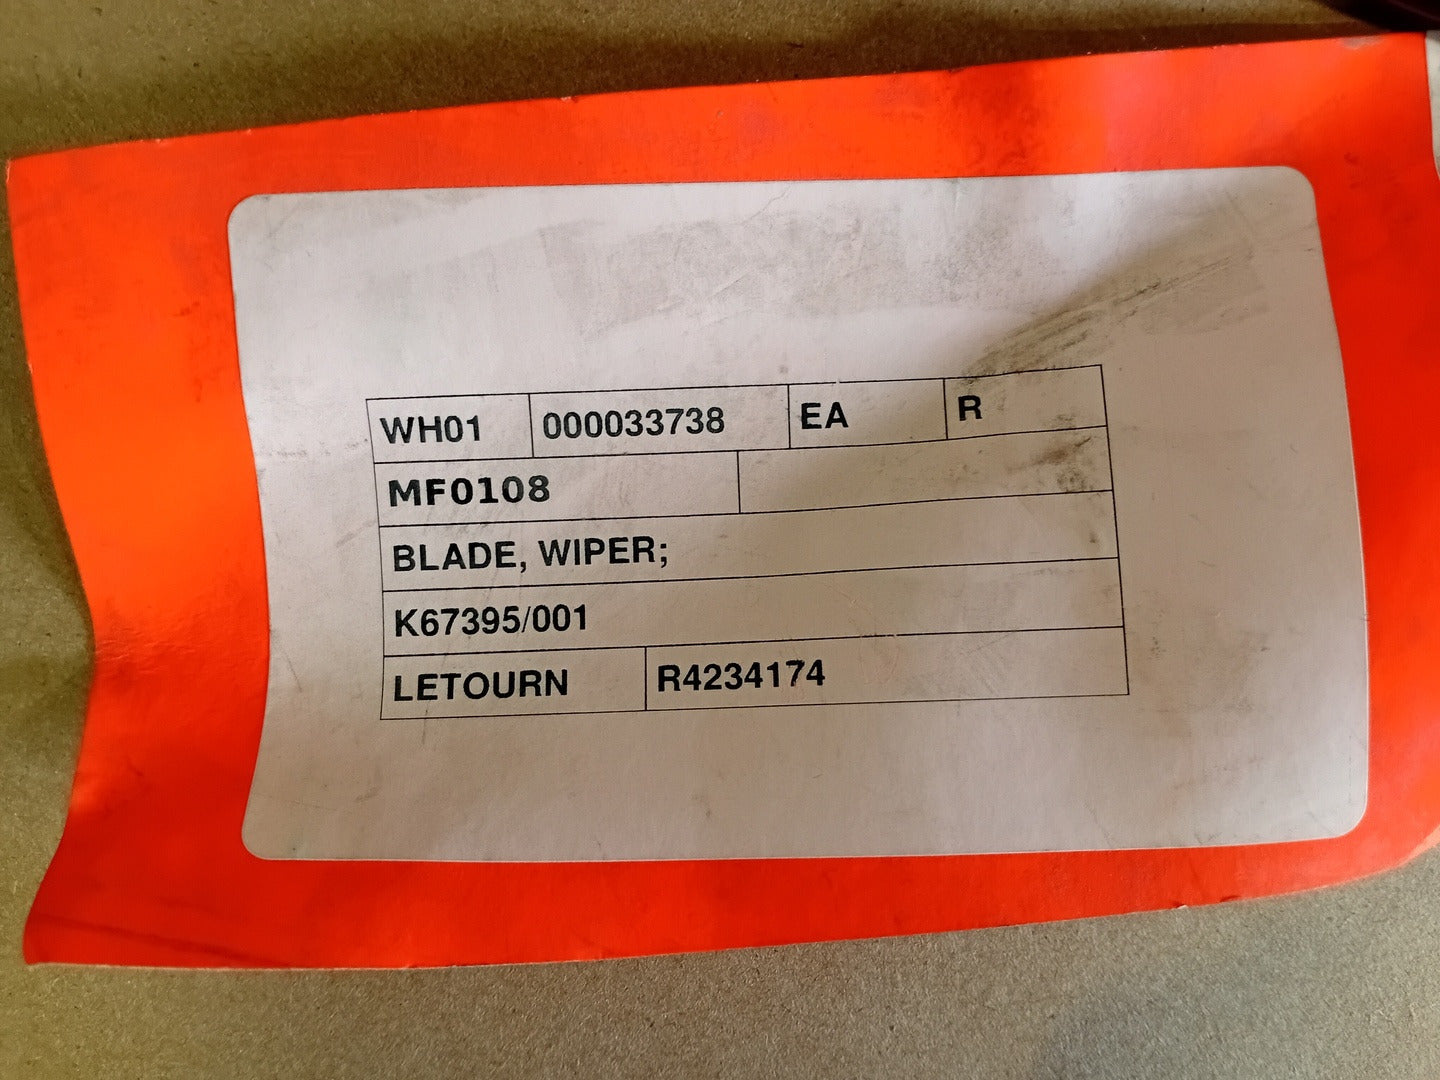 WH01 000033738 EA R
MF0108
BLADE, WIPER;
K67395/001
LETOURN R4234174